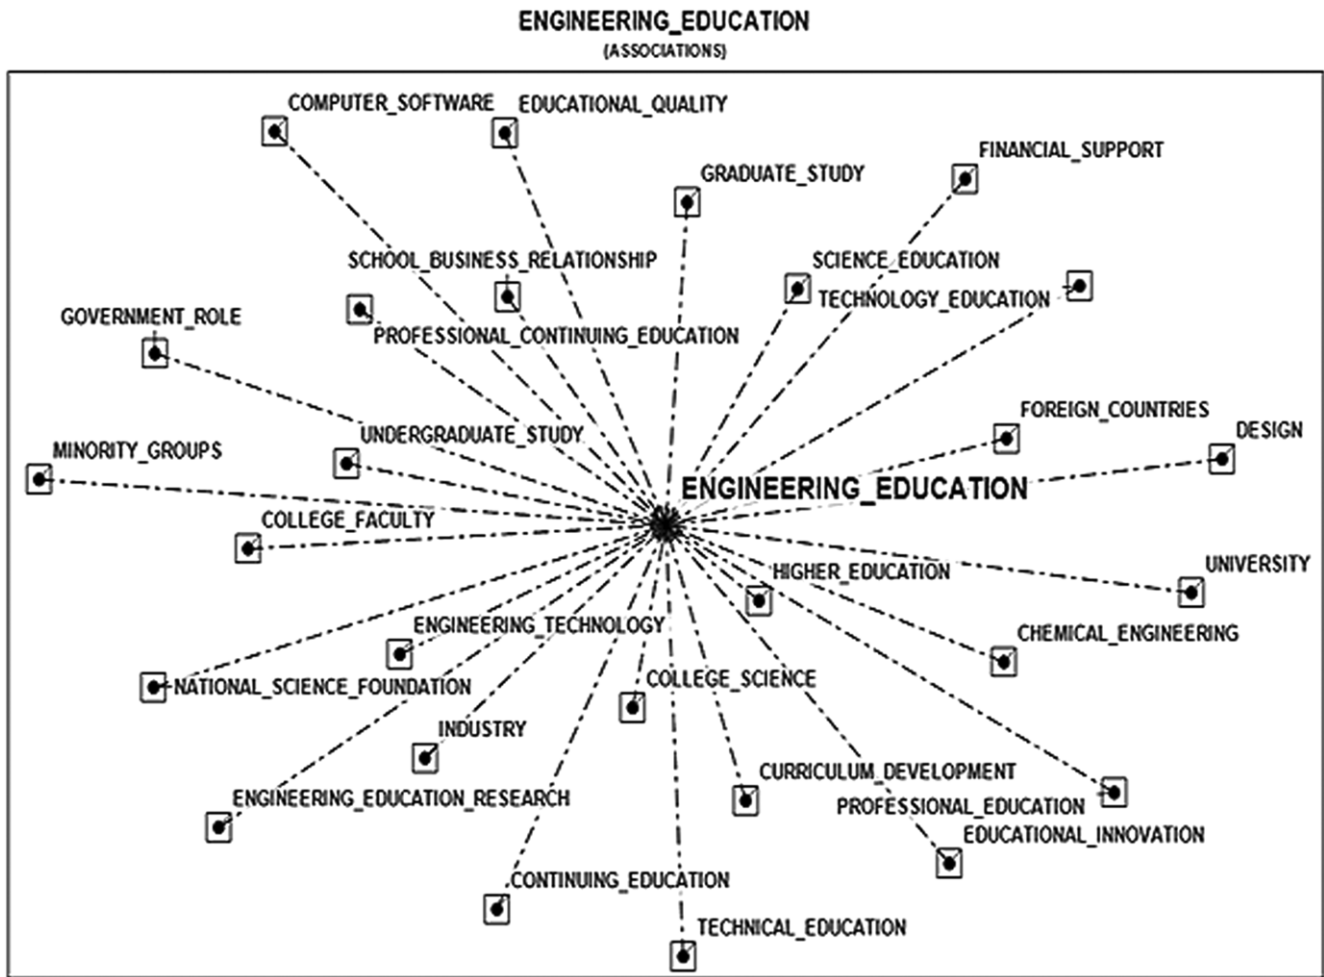 ENGINEERING_EDUCATION
(ASSOCIATIONS)
COMPUTER_SOFTWARE
EDUCATIONAL_QUALITY
FINANCIAL_SUPPORT
GRADUATE_STUDY
SCHOOL_BUSINESS_RELATIONSHIP
SCIENCE_EDUCATION
TECHNOLOGY_EDUCATION
GOVERNMENT_ROLE
PROFESSIONAL_CONTINUING_EDUCATION
FOREIGN_COUNTRIES
DESIGN
UNDERGRADUATE_STUDY
MINORITY_GROUPS
ENGINEERING_EDUCATION
COLLEGE_FACULTY
UNIVERSITY
HIGHER_EDUCATION
ENGINEERING_TECHNOLOGY
CHEMICAL_ENGINEERING
COLLEGE_SCIENCE
NATIONAL_SCIENCE_FOUNDATION
INDUSTRY
CURRICULUM_DEVELOPMENT
ENGINEERING_EDUCATION_RESEARCH
PROFESSIONAL_EDUCATION
EDUCATIONAL_INNOVATION
CONTINUING_EDUCATION
TECHNICAL_EDUCATION